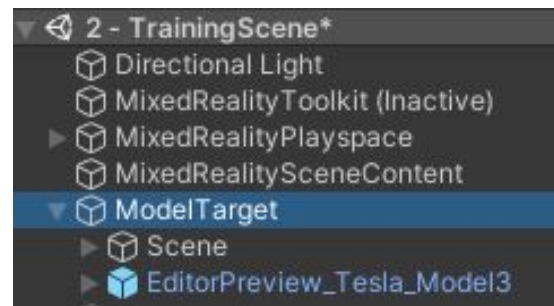 2 - TrainingScene*
Directional Light
MixedRealityToolkit (Inactive)
MixedRealityPlayspace
MixedRealitySceneContent
ModelTarget
Scene
EditorPreview_Tesla_Model3